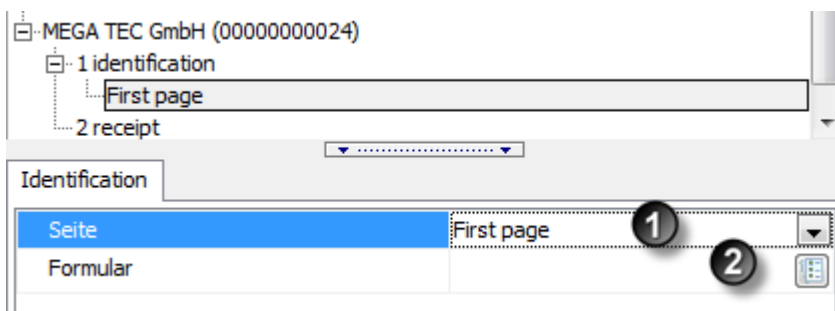 MEGA TEC GmbH (00000000024)
1 identification
First page
2 receipt
Identification
Seite First page 1
Formular 2